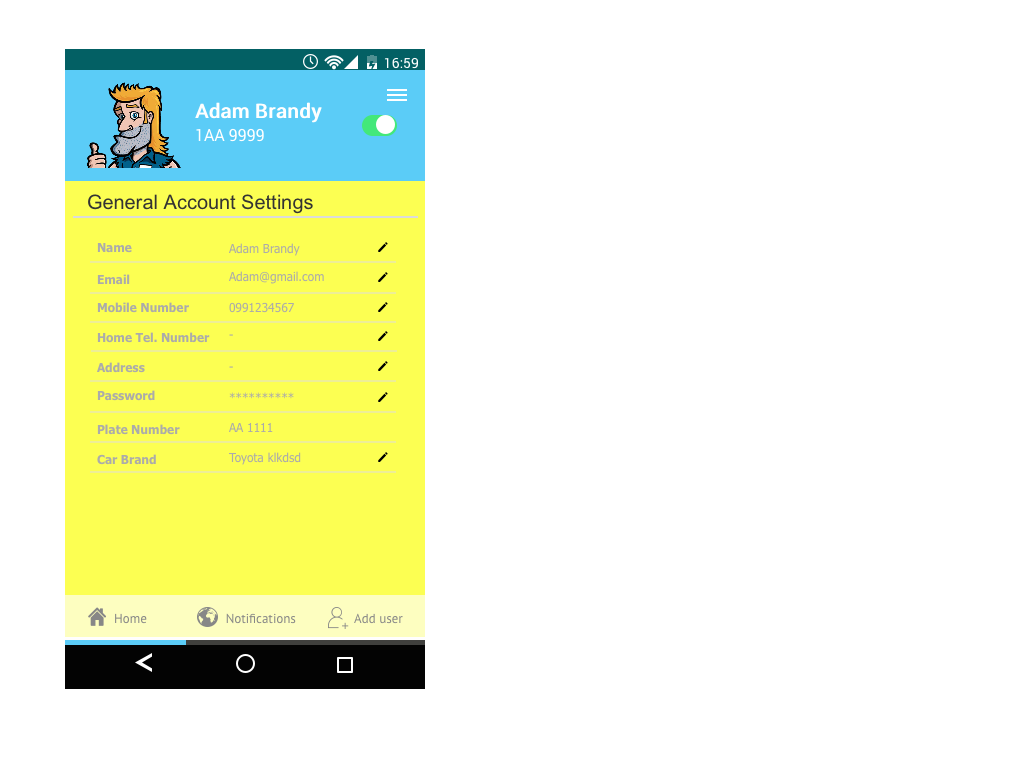 16:59
Adam Brandy
1AA 9999
General Account Settings
Name Adam Brandy
Email Adam@gmail.com
Mobile Number 0991234567
Home Tel. Number -
Address -
Password **********
Plate Number AA 1111
Car Brand Toyota klkdsd
Home Notifications Add user